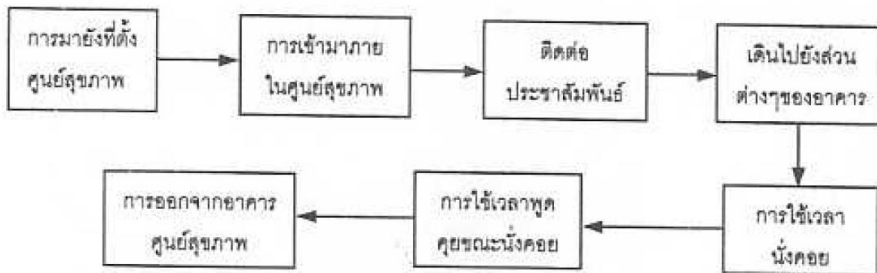 การมายังที่ตั้ง
ศูนย์สุขภาพ
การเข้ามาภาย
ในศูนย์สุขภาพ
ติดต่อ
ประชาสัมพันธ์
เดินไปยังส่วน
ต่างๆของอาคาร
การใช้เวลา
นั่งคอย
การใช้เวลาพูด
คุยขณะนั่งคอย
การออกจากอาคาร
ศูนย์สุขภาพ